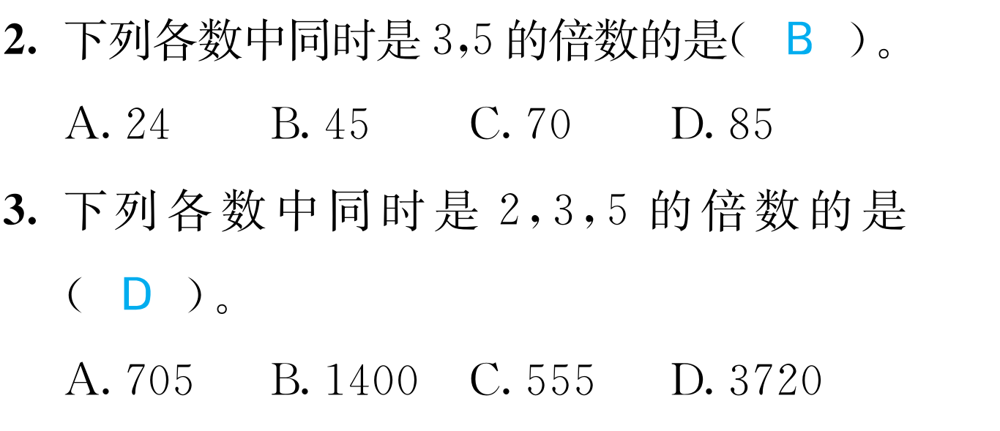 2. 下列各数中同时是 3,5 的倍数的是( B )。
A. 24 B. 45 C. 70 D. 85
3. 下列各数中同时是 2,3,5 的倍数的是
( D )。
A. 705 B. 1400 C. 555 D. 3720